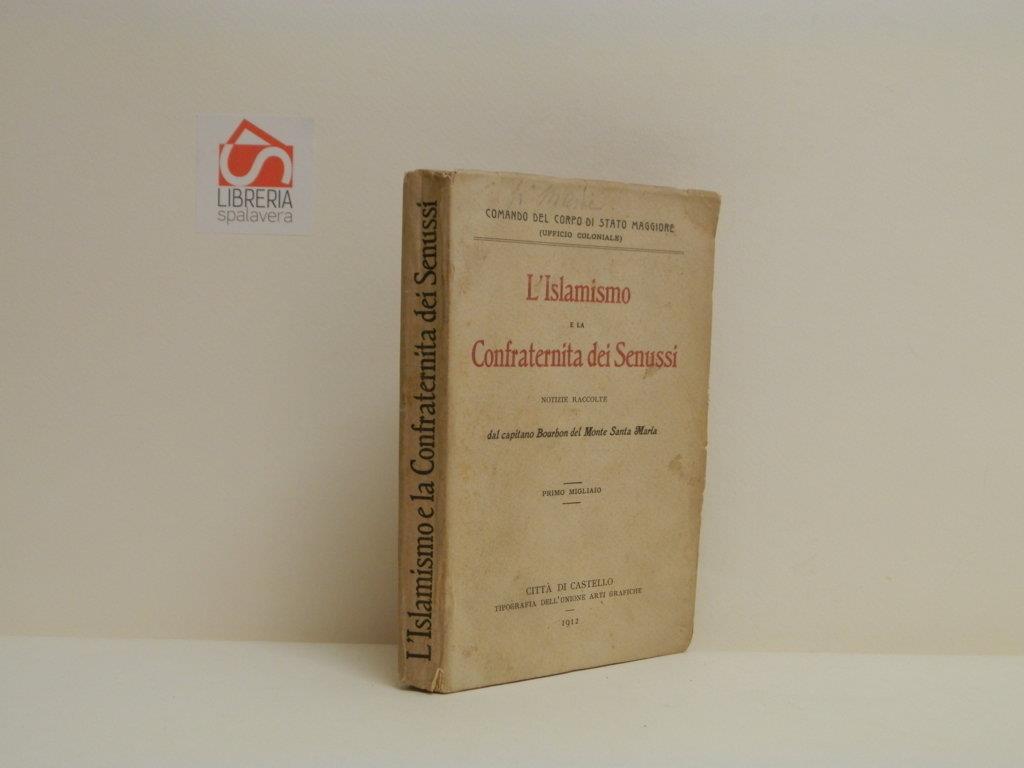 LIBRERIA
spalavera
L'Islamismo e la Confraternita dei Senussi
COMANDO DEL CORPO DI STATO MAGGIORE
(UFFICIO COLONIALE)
L'Islamismo
E LA
Confraternita dei Senussi
NOTIZIE RACCOLTE
dal capitano Bourbon del Monte Santa Maria
PRIMO MIGLIAIO
CITTÀ DI CASTELLO
TIPOGRAFIA DELL'UNIONE ARTI GRAFICHE
1912